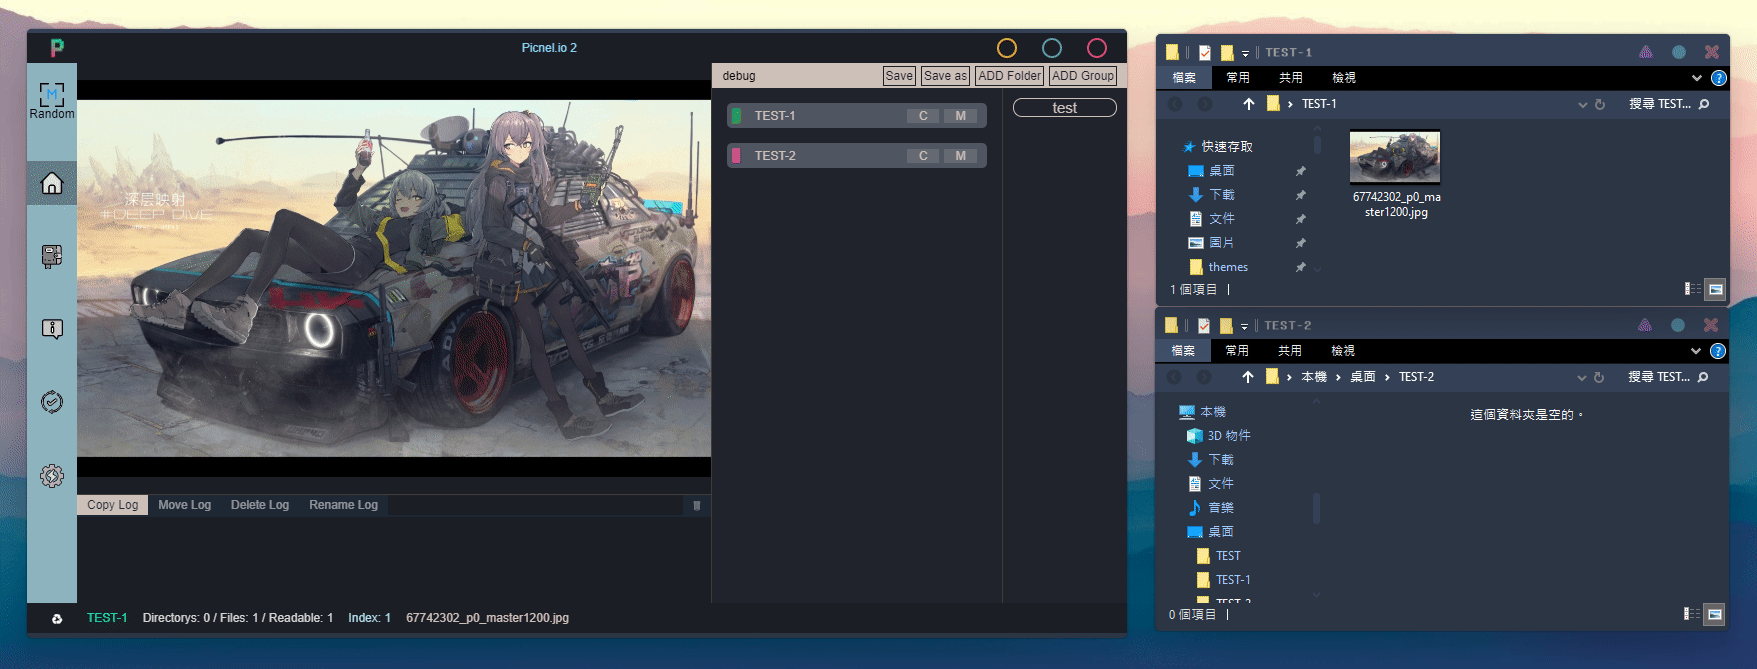 Picnel.io 2
Random
debug
Save
Save as
ADD Folder
ADD Group
TEST-1
C
M
TEST-2
C
M
test
深层映射
#DEEP DIVE
Copy Log
Move Log
Delete Log
Rename Log
TEST-1
Directorys: 0 / Files: 1 / Readable: 1
Index: 1
67742302_p0_master1200.jpg
TEST-1
檔案
常用
共用
檢視
TEST-1
搜尋 TEST...
快速存取
桌面
下載
文件
圖片
themes
67742302_p0_ma
ster1200.jpg
1 個項目
TEST-2
檔案
常用
共用
檢視
本機
桌面
TEST-2
搜尋 TEST...
本機
3D 物件
下載
文件
音樂
桌面
TEST
TEST-1
TEST-2
這個資料夾是空的。
0 個項目